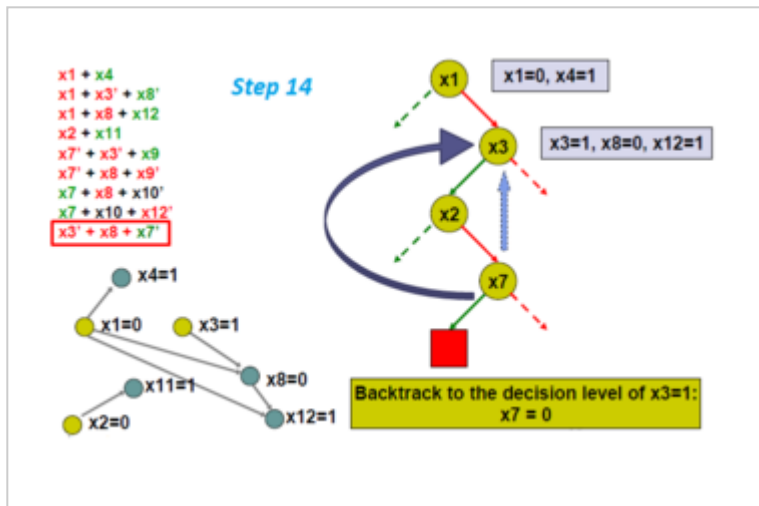 x1 + x4
x1 + x3' + x8'
x1 + x8 + x12
x2 + x11
x7' + x3' + x9
x7' + x8 + x9'
x7 + x8 + x10'
x7 + x10 + x12'
x3' + x8 + x7'
Step 14
x1
x1=0, x4=1
x3
x3=1, x8=0, x12=1
x2
x7
x4=1
x1=0
x3=1
x8=0
x11=1
x12=1
x2=0
Backtrack to the decision level of x3=1:
x7 = 0